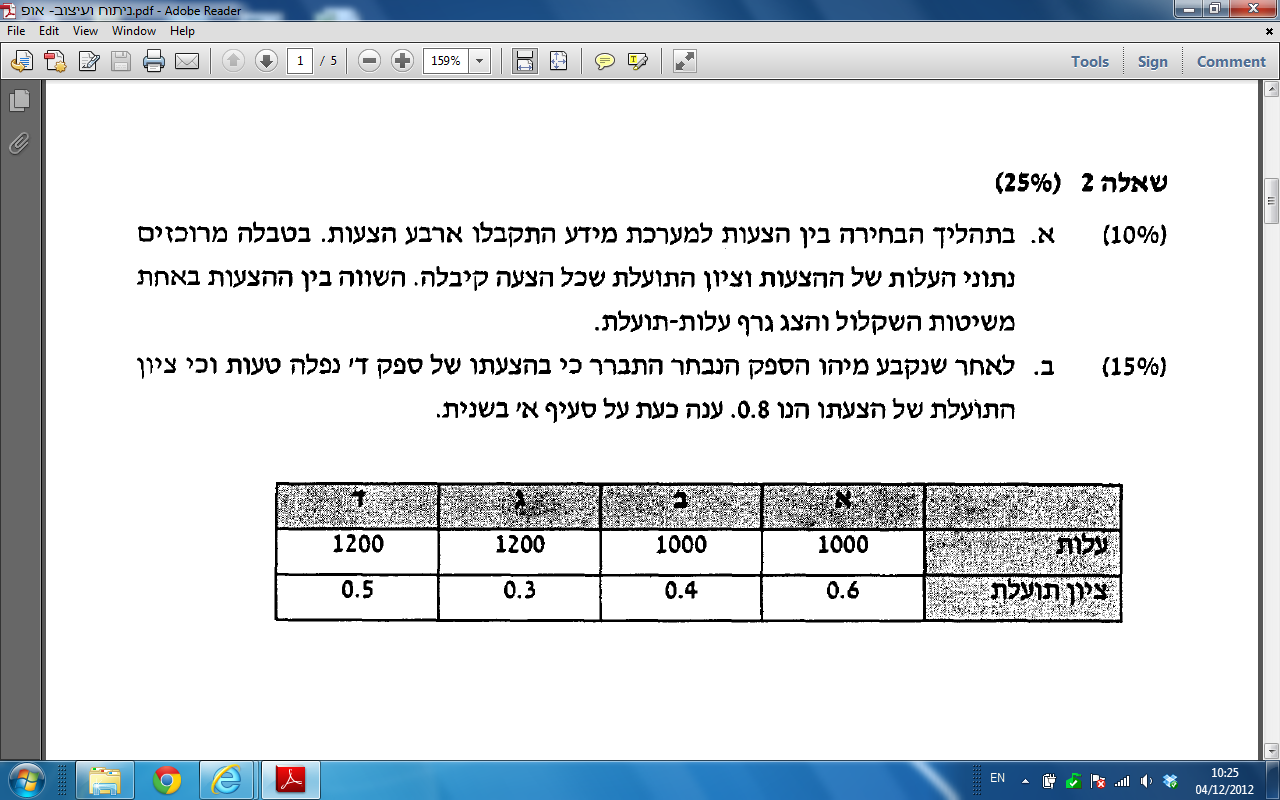 ניתוח ועיצוב- אופ.pdf - Adobe Reader
File Edit View Window Help
1 / 5 159% Tools Sign Comment
שאלה 2 (25%)
(10%) א. בתהליך הבחירה בין הצעות למערכת מידע התקבלו ארבע הצעות. בטבלה מרוכזים
נתוני העלות של ההצעות וציון התועלת שכל הצעה קיבלה. השווה בין ההצעות באחת
משיטות השקלול והצג גרף עלות-תועלת.
(15%) ב. לאחר שנקבע מיהו הספק הנבחר התברר כי בהצעתו של ספק ד׳ נפלה טעות וכי ציון
התועלת של הצעתו הנו 0.8. ענה כעת על סעיף א׳ בשנית.
א ב ג ד
עלות 1000 1000 1200 1200
ציון תועלת 0.6 0.4 0.3 0.5
EN 10:25
04/12/2012